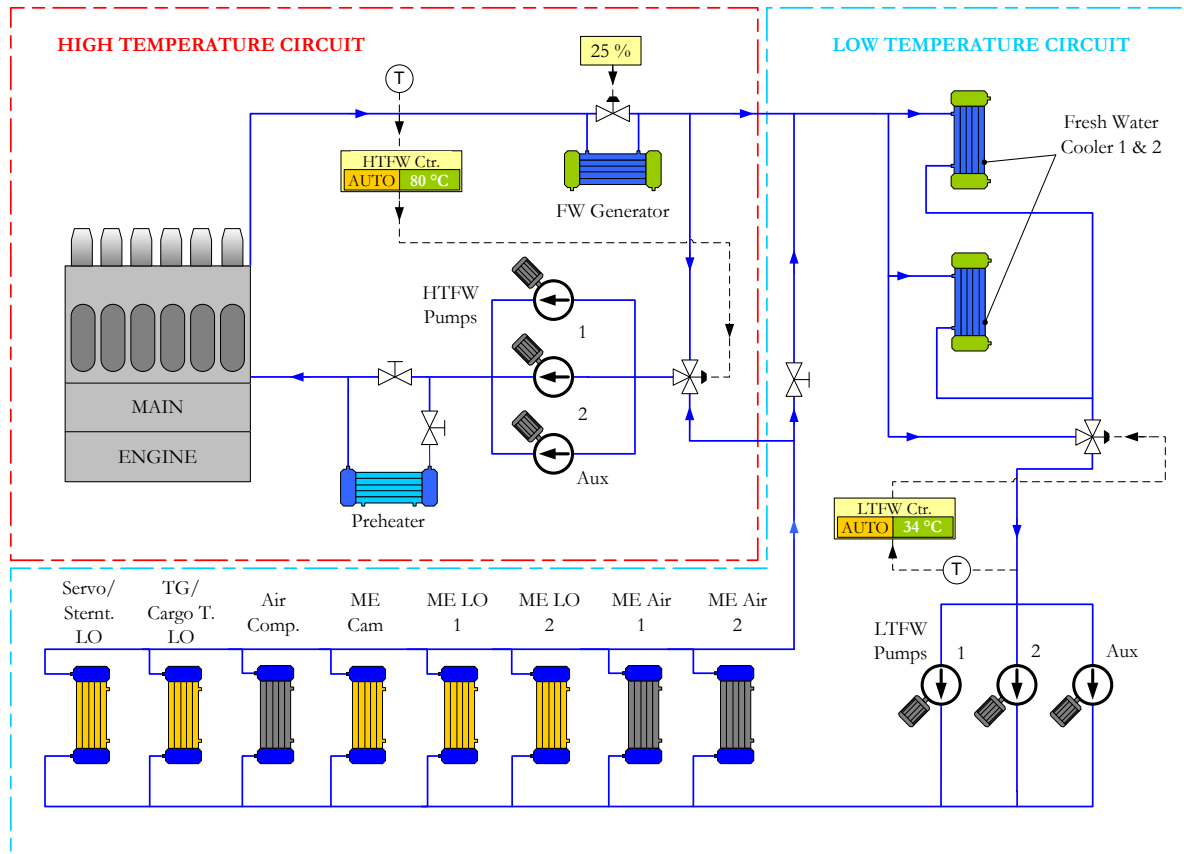 HIGH TEMPERATURE CIRCUIT
25 %
LOW TEMPERATURE CIRCUIT
T
HTFW Ctr.
AUTO 80 °C
FW Generator
Fresh Water
Cooler 1 & 2
HTFW
Pumps
1
2
Aux
MAIN
ENGINE
Preheater
LTFW Ctr.
AUTO 34 °C
T
Servo/
Sternt.
LO
TG/
Cargo T.
LO
Air
Comp.
ME
Cam
ME LO
1
ME LO
2
ME Air
1
ME Air
2
LTFW
Pumps
1
2
Aux